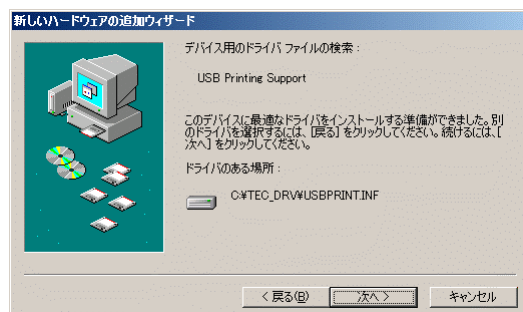 新しいハードウェアの追加ウィザード
デバイス用のドライバ ファイルの検索 :
USB Printing Support
このデバイスに最適なドライバをインストールする準備ができました。別
のドライバを選択するには、[戻る] をクリックしてください。続けるには、[
次へ] をクリックしてください。
ドライバのある場所 :
C:¥TEC_DRV¥USBPRINT.INF
< 戻る(B)
次へ >
キャンセル